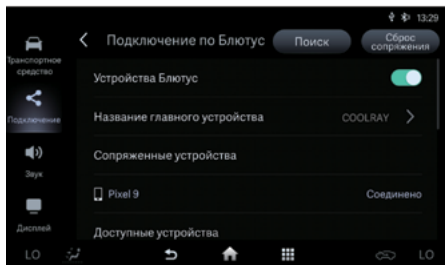 13:29
Подключение по Блютус
Поиск
Сброс
сопряжения
Транспортное
средство
Устройства Блютус
Подключение
Название главного устройства
COOLRAY
Сопряженные устройства
Звук
Pixel 9
Соединено
Дисплей
Доступные устройства
LO
LO